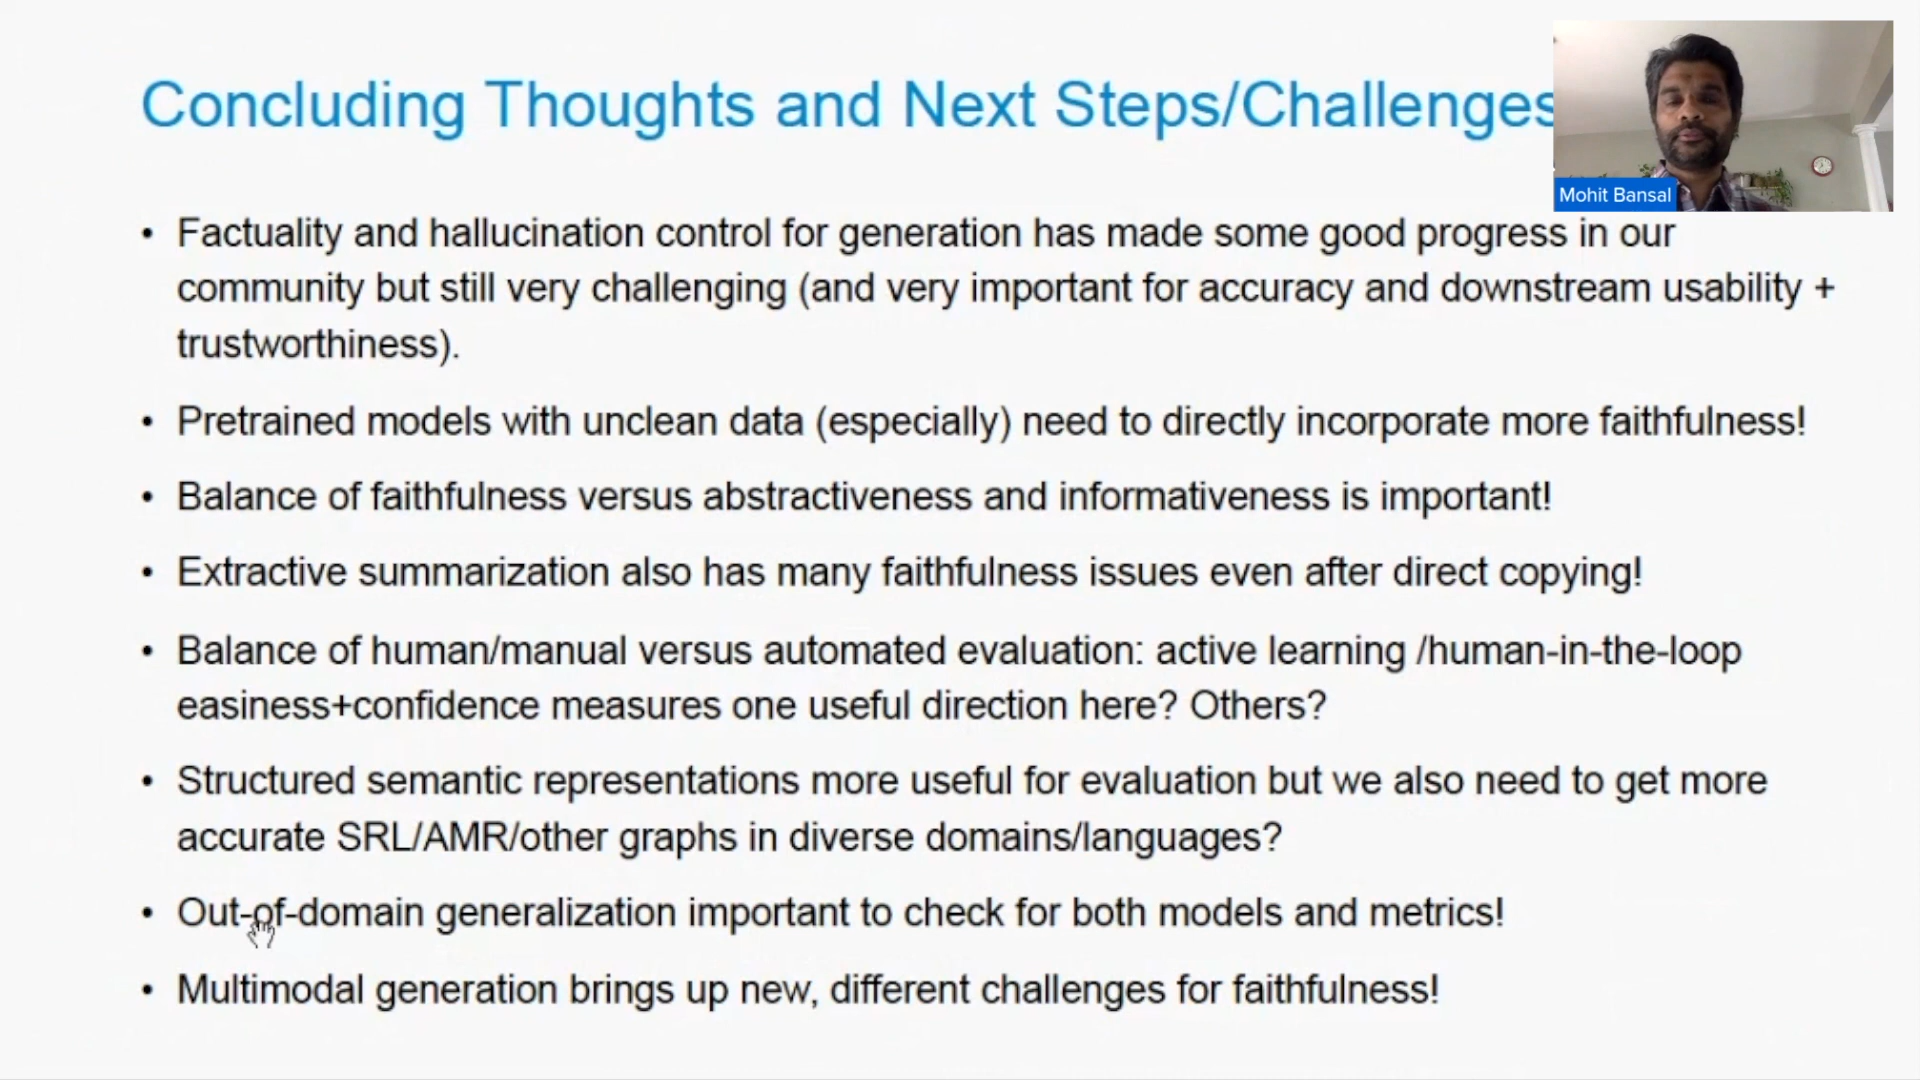 Concluding Thoughts and Next Steps/Challenges
Mohit Bansal
• Factuality and hallucination control for generation has made some good progress in our
community but still very challenging (and very important for accuracy and downstream usability +
trustworthiness).
• Pretrained models with unclean data (especially) need to directly incorporate more faithfulness!
• Balance of faithfulness versus abstractiveness and informativeness is important!
• Extractive summarization also has many faithfulness issues even after direct copying!
• Balance of human/manual versus automated evaluation: active learning /human-in-the-loop
easiness+confidence measures one useful direction here? Others?
• Structured semantic representations more useful for evaluation but we also need to get more
accurate SRL/AMR/other graphs in diverse domains/languages?
• Out-of-domain generalization important to check for both models and metrics!
• Multimodal generation brings up new, different challenges for faithfulness!